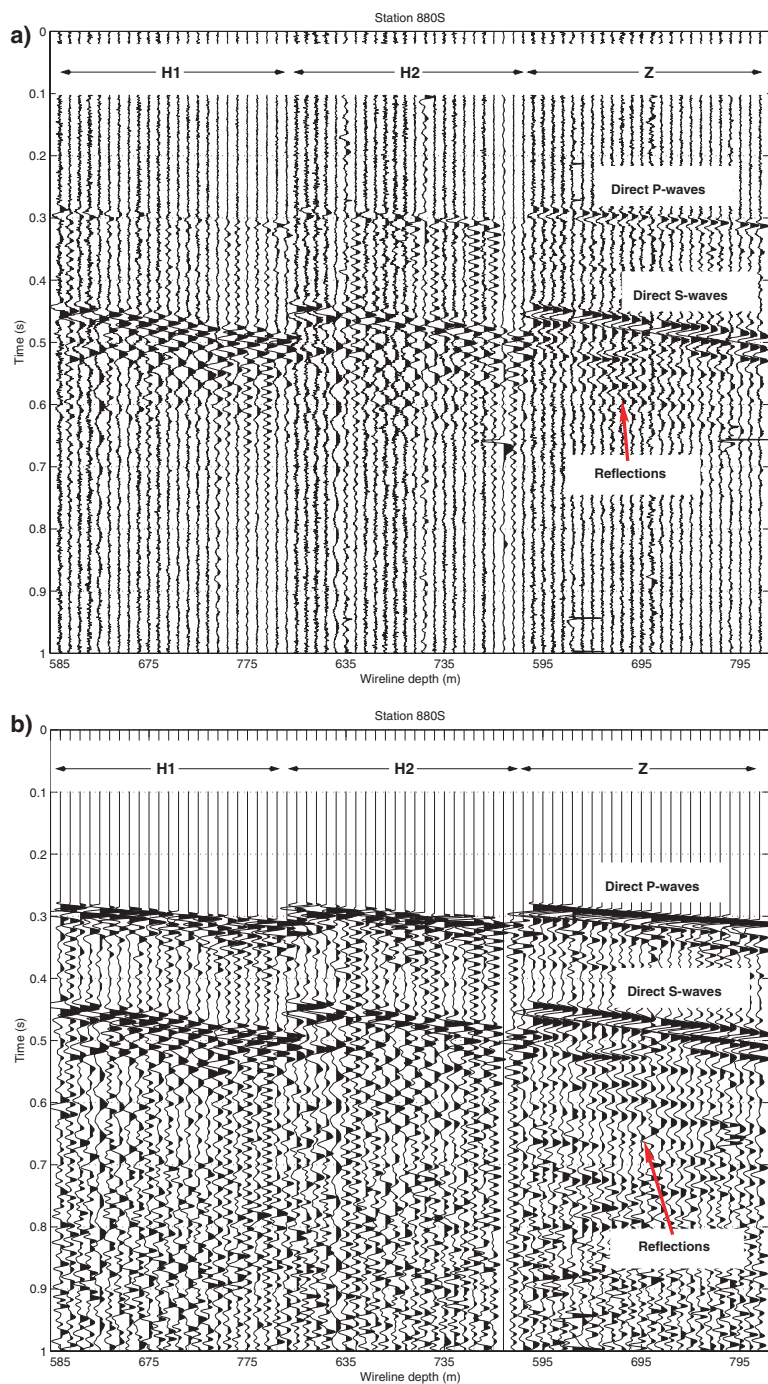 Station 880S
a)
0
H1 H2 Z
0.1
0.2
Direct P-waves
0.3
0.4
Direct S-waves
0.5
Time (s)
0.6
0.7
Reflections
0.8
0.9
1
585 675 775 635 735 595 695 795
Wireline depth (m)
Station 880S
b)
0
H1 H2 Z
0.1
0.2
Direct P-waves
0.3
0.4
Direct S-waves
0.5
Time (s)
0.6
0.7
0.8
Reflections
0.9
1
585 675 775 635 735 595 695 795
Wireline depth (m)